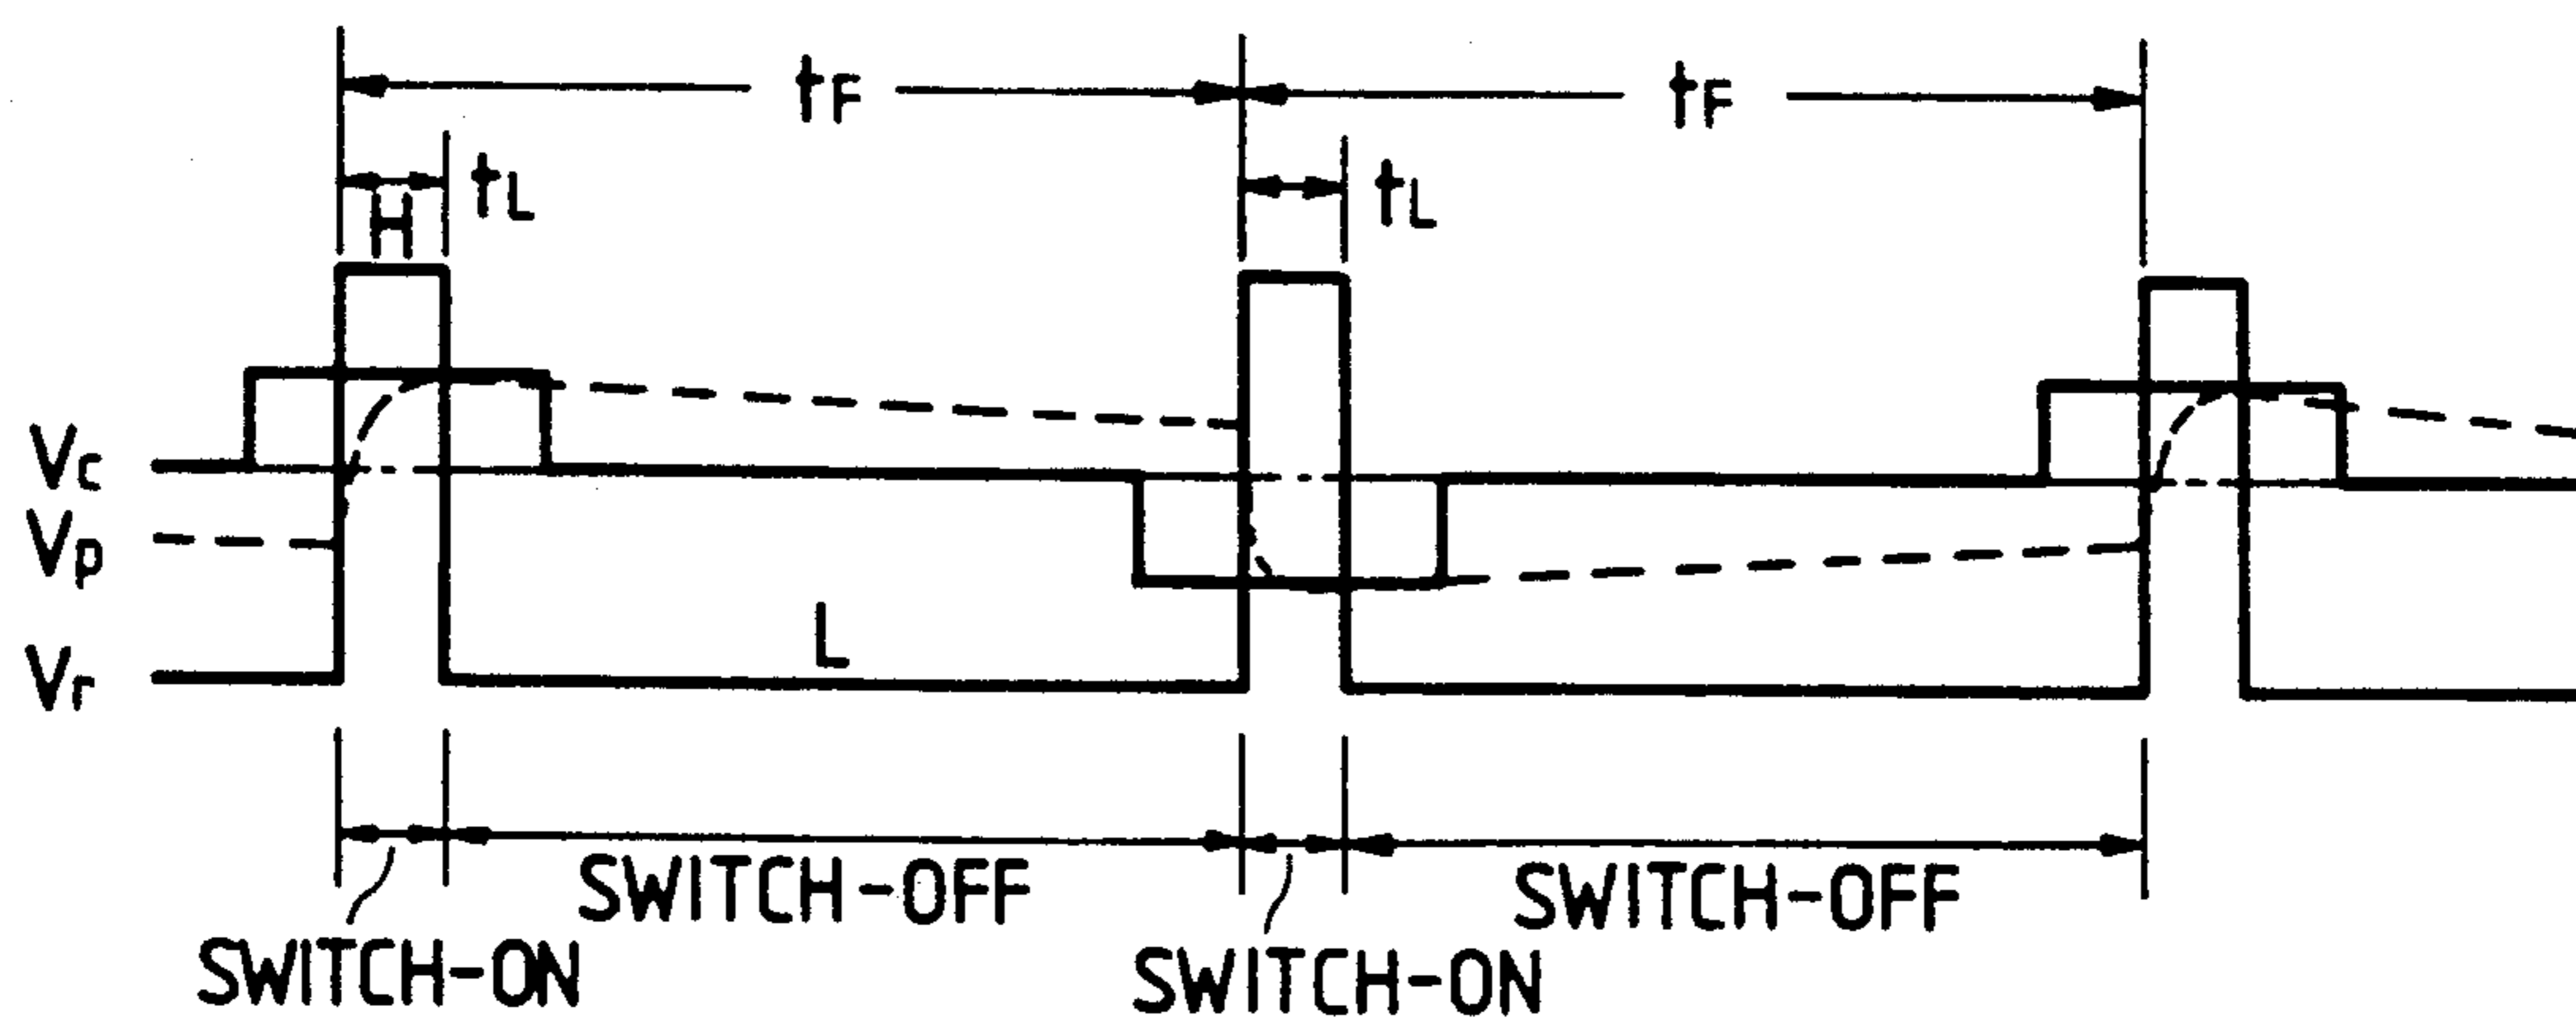 tF tF
tL tL
H
Vc
Vp
L
Vr
SWITCH-OFF SWITCH-OFF
SWITCH-ON SWITCH-ON